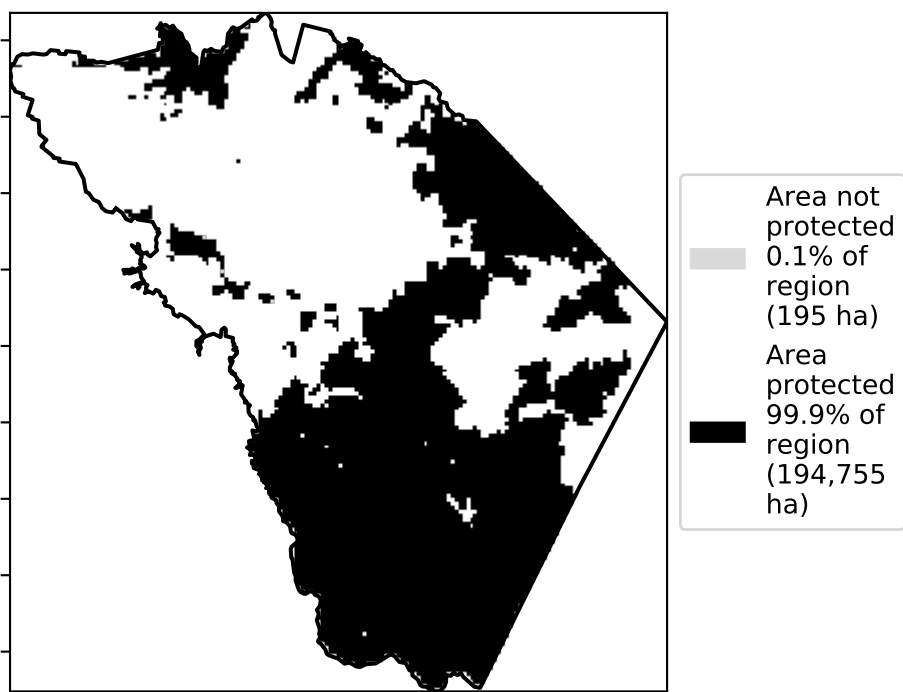 Area not
protected
0.1% of
region
(195 ha)
Area
protected
99.9% of
region
(194,755
ha)